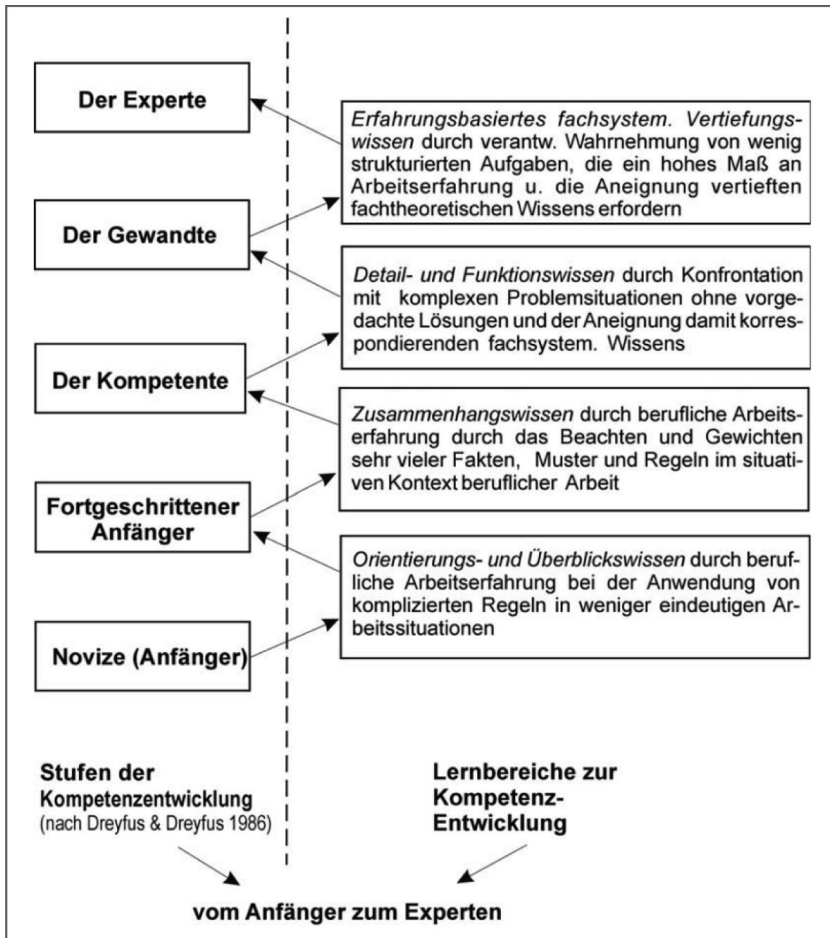 Der Experte
Erfahrungsbasiertes fachsystem. Vertiefungs-
wissen durch verantw. Wahrnehmung von wenig
strukturierten Aufgaben, die ein hohes Maß an
Arbeitserfahrung u. die Aneignung vertieften
fachtheoretischen Wissens erfordern
Der Gewandte
Detail- und Funktionswissen durch Konfrontation
mit komplexen Problemsituationen ohne vorge-
dachte Lösungen und der Aneignung damit korres-
pondierenden fachsystem. Wissens
Der Kompetente
Zusammenhangswissen durch berufliche Arbeits-
erfahrung durch das Beachten und Gewichten
sehr vieler Fakten, Muster und Regeln im situati-
ven Kontext beruflicher Arbeit
Fortgeschrittener
Anfänger
Orientierungs- und Überblickswissen durch beruf-
liche Arbeitserfahrung bei der Anwendung von
komplizierten Regeln in weniger eindeutigen Ar-
beitssituationen
Novize (Anfänger)
Stufen der
Kompetenzentwicklung
(nach Dreyfus & Dreyfus 1986)
Lernbereiche zur
Kompetenz-
Entwicklung
vom Anfänger zum Experten